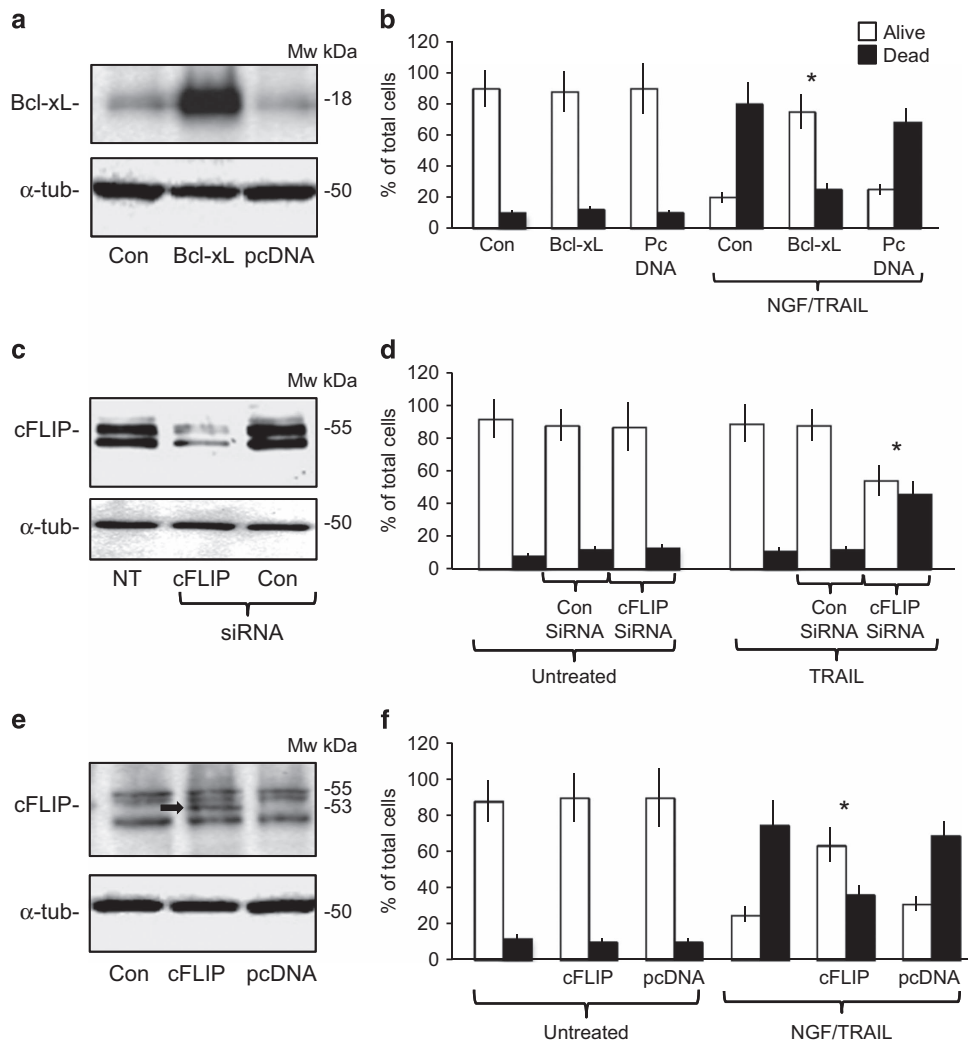 a
Mw kDa
Bcl-xL-
-18
α-tub-
-50
Con Bcl-xL pcDNA
b
Alive
Dead
% of total cells
120
100
80
60
40
20
0
*
Con Bcl-xL Pc DNA Con Bcl-xL Pc DNA
NGF/TRAIL
c
Mw kDa
cFLIP-
-55
α-tub-
-50
NT cFLIP Con
siRNA
d
% of total cells
120
100
80
60
40
20
0
*
Con SiRNA cFLIP SiRNA Con SiRNA cFLIP SiRNA
Untreated TRAIL
e
Mw kDa
cFLIP-
-55
-53
α-tub-
-50
Con cFLIP pcDNA
f
% of total cells
120
100
80
60
40
20
0
*
cFLIP pcDNA cFLIP pcDNA
Untreated NGF/TRAIL